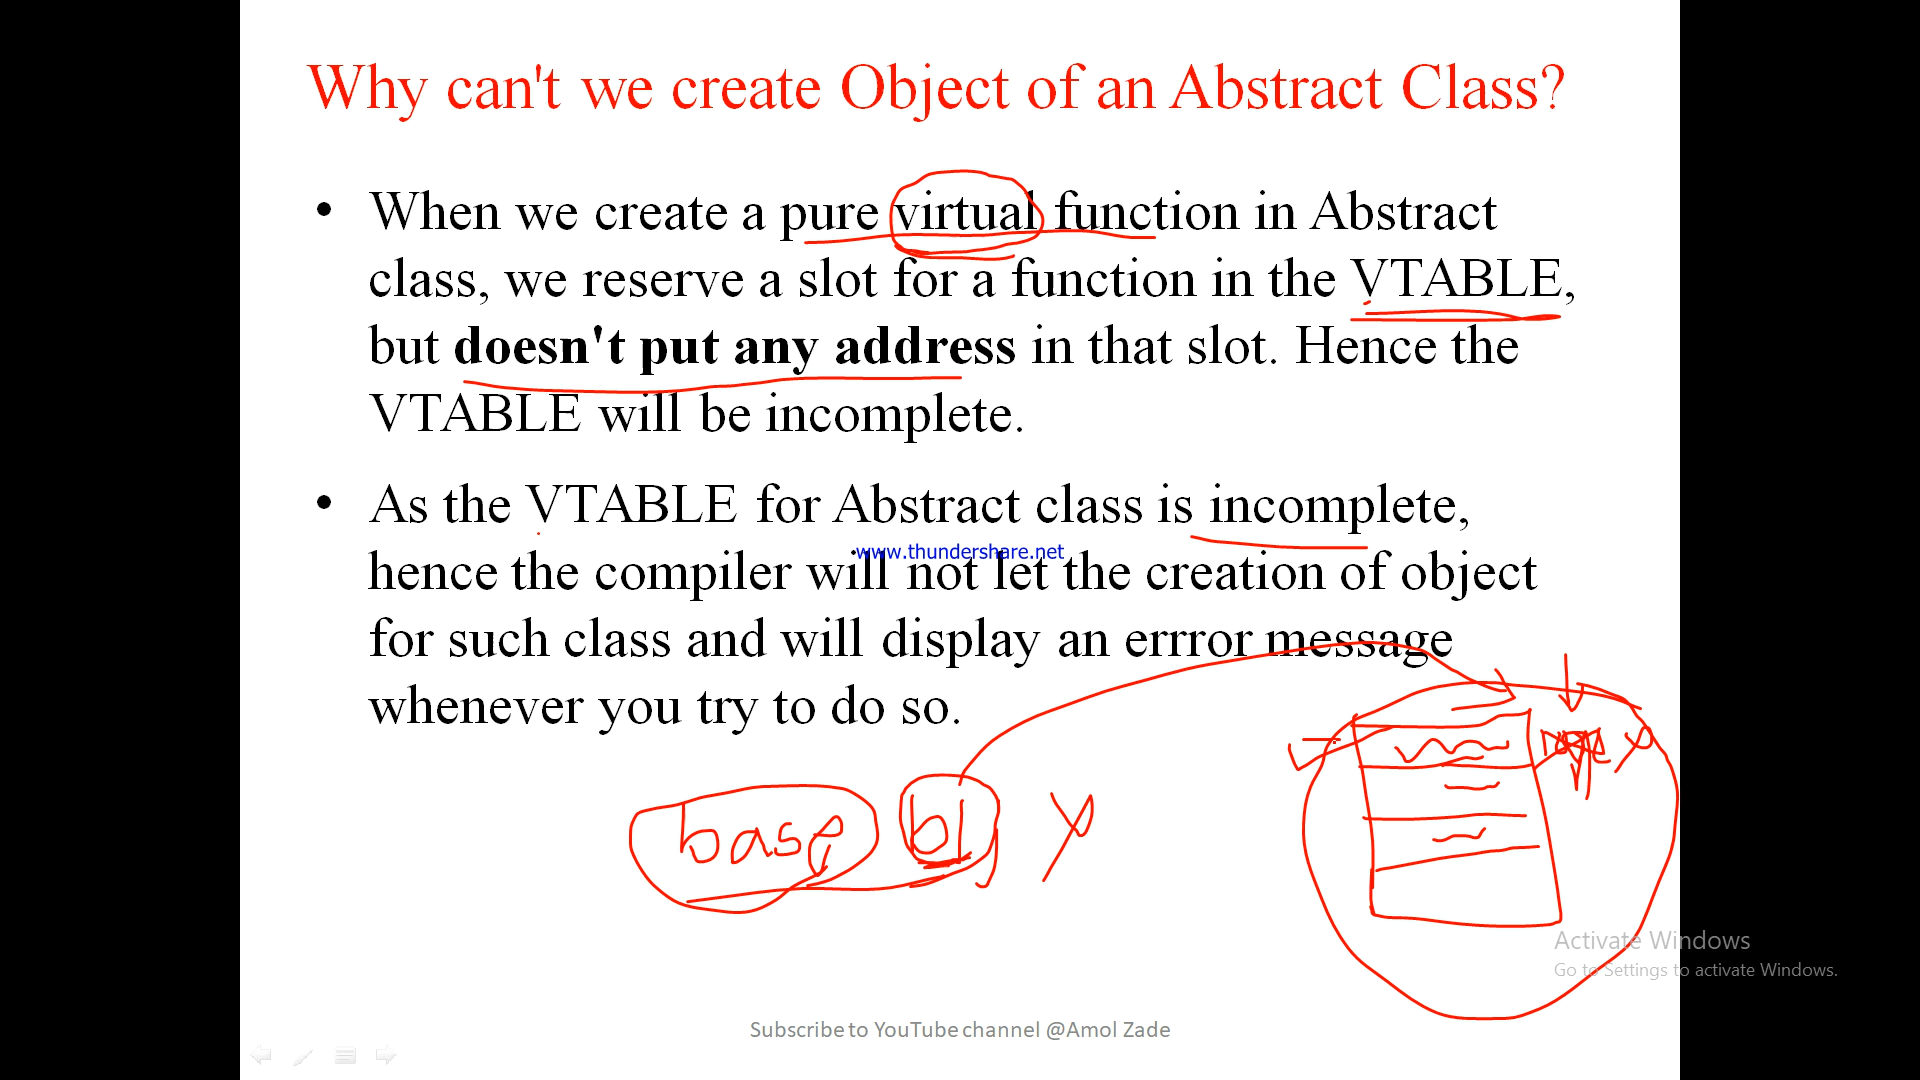 Why can't we create Object of an Abstract Class?
• When we create a pure virtual function in Abstract
class, we reserve a slot for a function in the VTABLE,
but doesn't put any address in that slot. Hence the
VTABLE will be incomplete.
• As the VTABLE for Abstract class is incomplete,
www.thundershare.net
hence the compiler will not let the creation of object
for such class and will display an errror message
whenever you try to do so.
base
Activate Windows
Go to Settings to activate Windows.
Subscribe to YouTube channel @Amol Zade